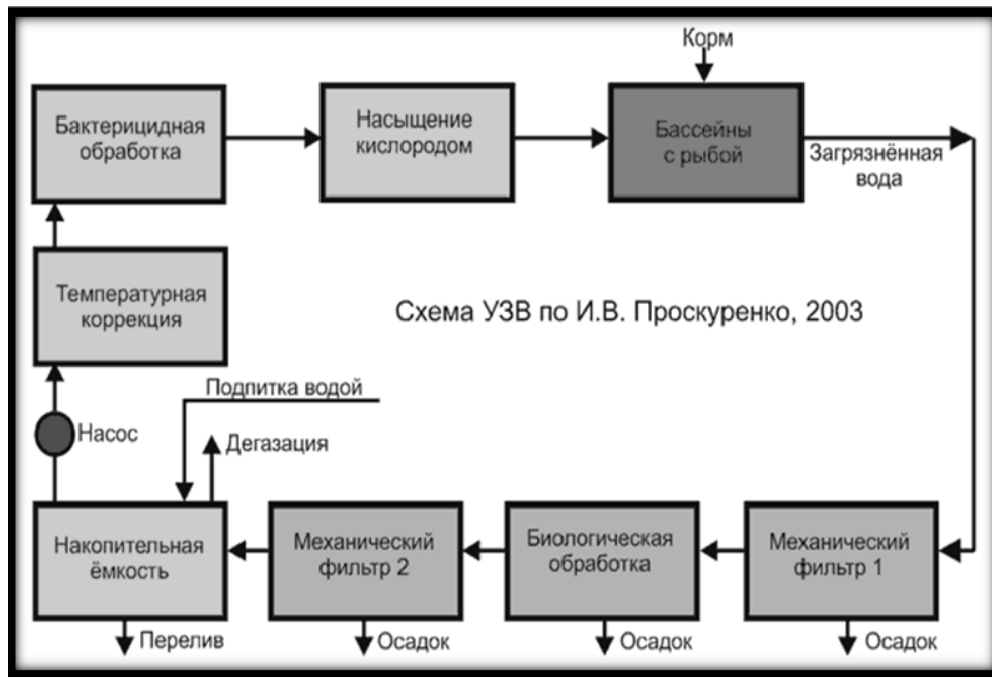 Корм
Бактерицидная
обработка
Насыщение
кислородом
Бассейны
с рыбой
Загрязнённая
вода
Температурная
коррекция
Схема УЗВ по И.В. Проскуренко, 2003
Подпитка водой
Насос
Дегазация
Накопительная
ёмкость
Механический
фильтр 2
Биологическая
обработка
Механический
фильтр 1
Перелив
Осадок
Осадок
Осадок